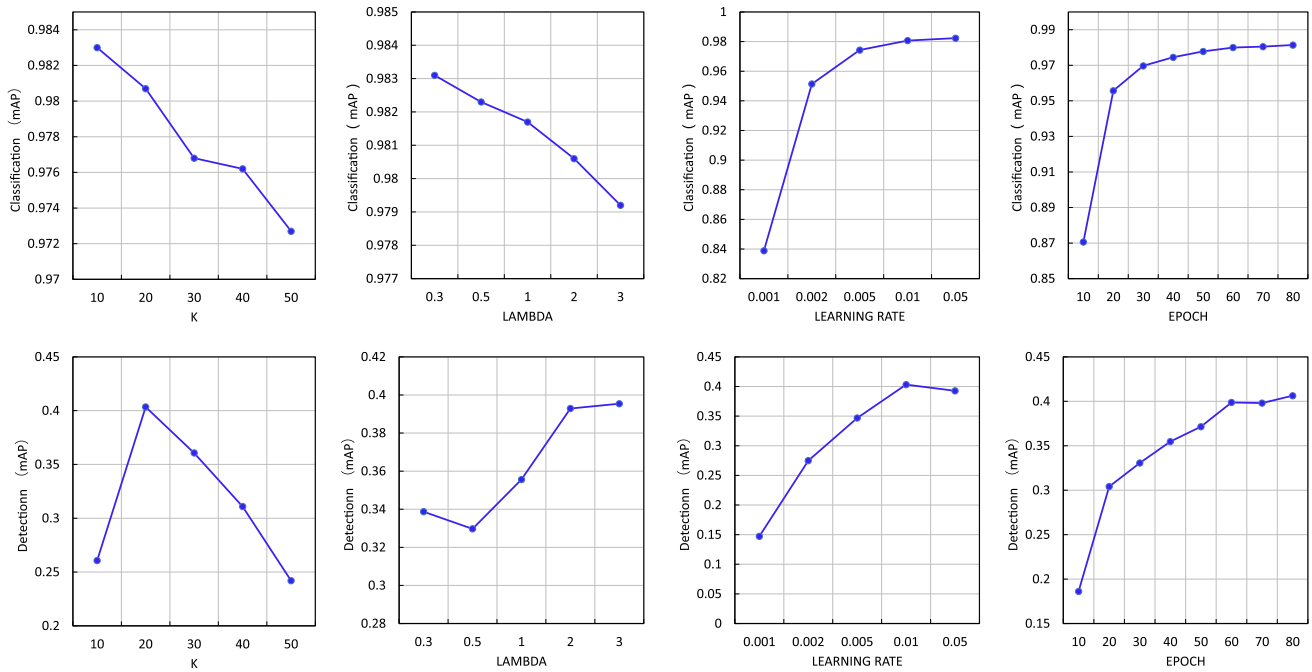 Classification （mAP）
0.984
0.982
0.98
0.978
0.976
0.974
0.972
0.97
10 20 30 40 50
K
Classification ( mAP )
0.985
0.984
0.983
0.982
0.981
0.98
0.979
0.978
0.977
0.3 0.5 1 2 3
LAMBDA
Classification ( mAP )
1
0.98
0.96
0.94
0.92
0.9
0.88
0.86
0.84
0.82
0.001 0.002 0.005 0.01 0.05
LEARNING RATE
Classification ( mAP )
0.99
0.97
0.95
0.93
0.91
0.89
0.87
0.85
10 20 30 40 50 60 70 80
EPOCH
Detectionn （mAP）
0.45
0.4
0.35
0.3
0.25
0.2
10 20 30 40 50
K
Detectionn （mAP）
0.42
0.4
0.38
0.36
0.34
0.32
0.3
0.28
0.3 0.5 1 2 3
LAMBDA
Detectionn （mAP）
0.45
0.4
0.35
0.3
0.25
0.2
0.15
0.1
0.05
0
0.001 0.002 0.005 0.01 0.05
LEARNING RATE
Detectionn （mAP）
0.45
0.4
0.35
0.3
0.25
0.2
0.15
10 20 30 40 50 60 70 80
EPOCH